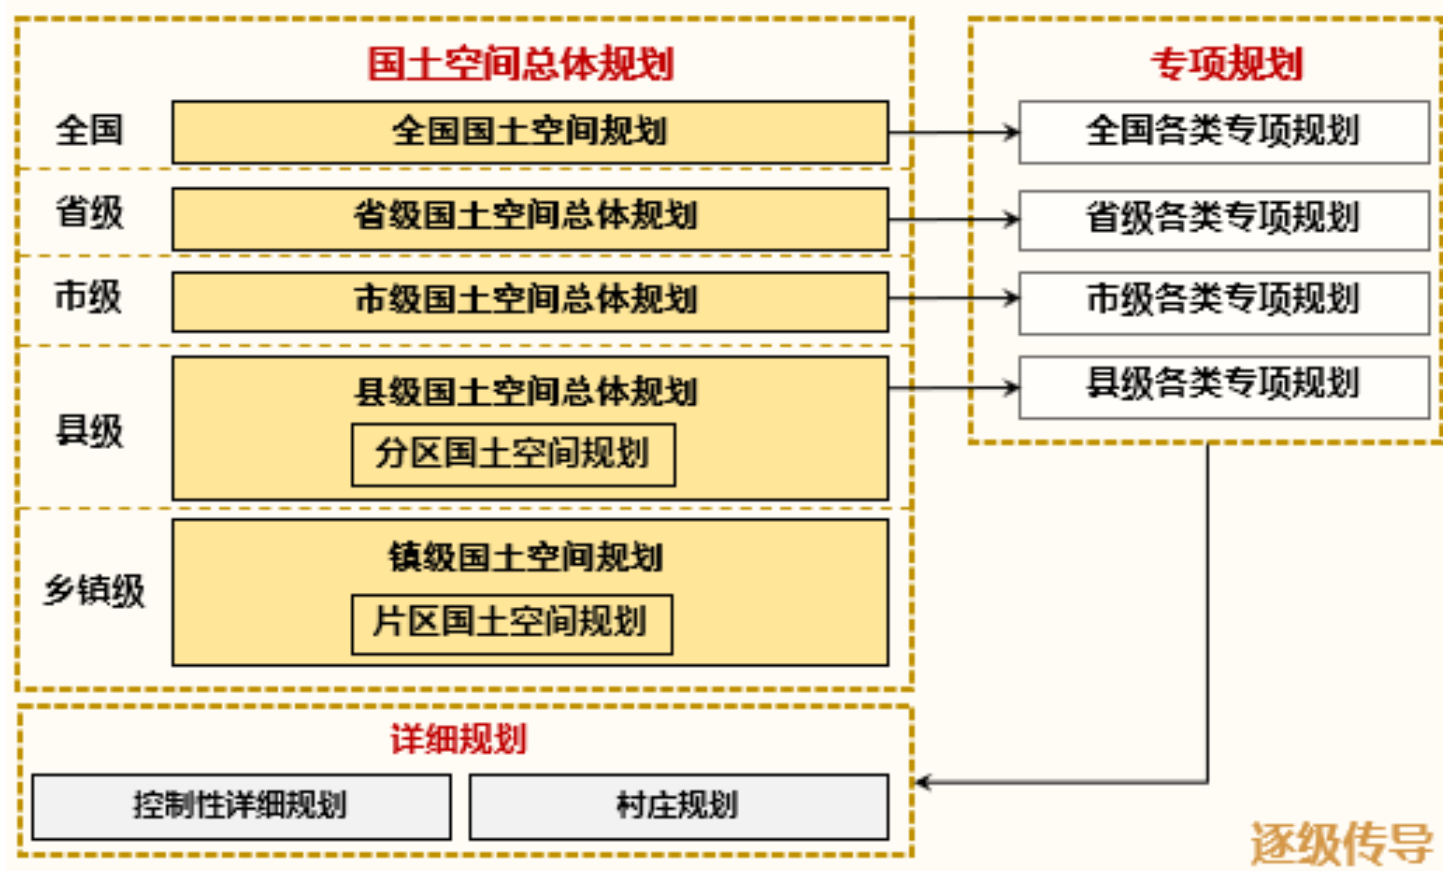 国土空间总体规划
专项规划
全国
全国国土空间规划
全国各类专项规划
省级
省级国土空间总体规划
省级各类专项规划
市级
市级国土空间总体规划
市级各类专项规划
县级
县级国土空间总体规划
县级各类专项规划
分区国土空间规划
乡镇级
镇级国土空间规划
片区国土空间规划
详细规划
控制性详细规划
村庄规划
逐级传导